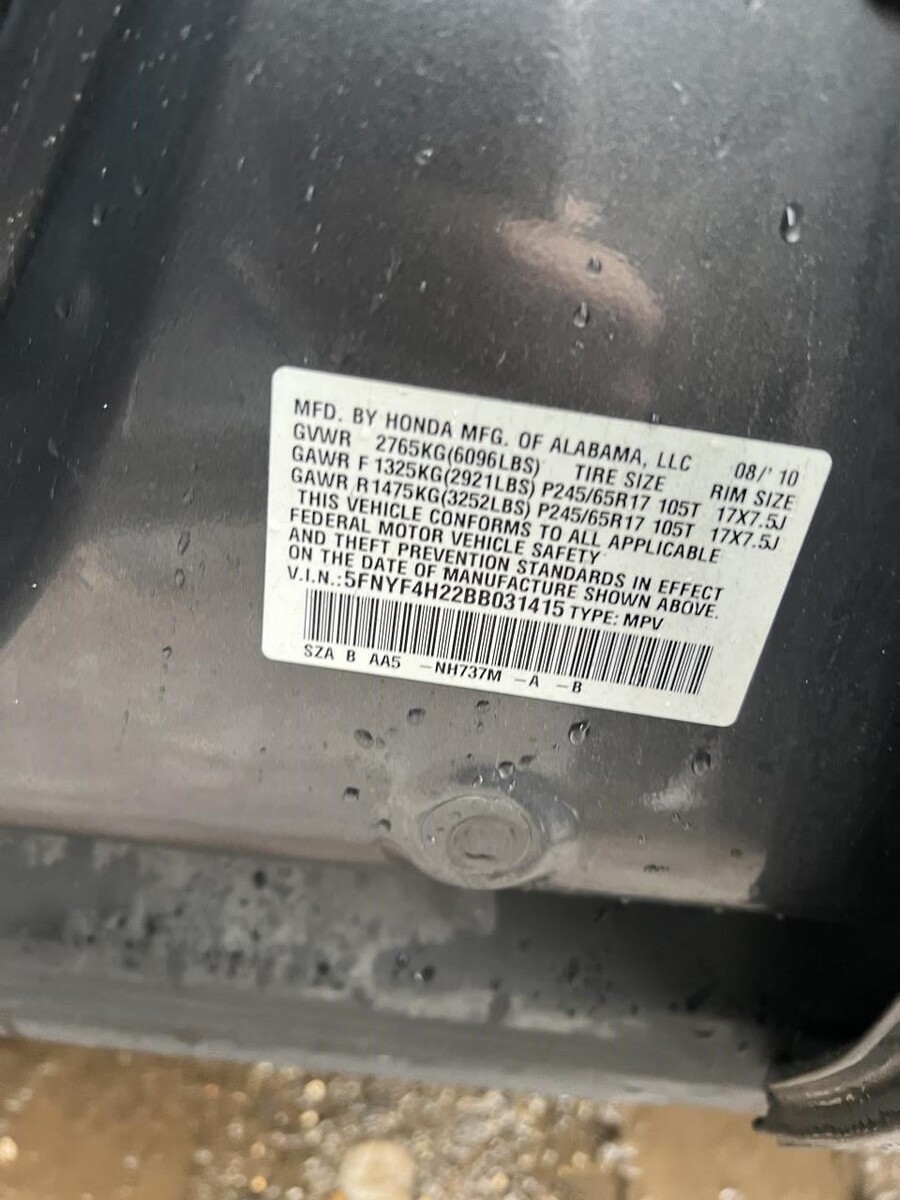 MFD. BY HONDA MFG. OF ALABAMA, LLC 08/' 10
GVWR 2765KG(6096LBS) TIRE SIZE RIM SIZE
GAWR F 1325KG(2921LBS) P245/65R17 105T 17X7.5J
GAWR R1475KG(3252LBS) P245/65R17 105T 17X7.5J
THIS VEHICLE CONFORMS TO ALL APPLICABLE
FEDERAL MOTOR VEHICLE SAFETY
AND THEFT PREVENTION STANDARDS IN EFFECT
ON THE DATE OF MANUFACTURE SHOWN ABOVE.
V.I.N.:5FNYF4H22BB031415 TYPE: MPV
SZA B AA5 -NH737M -A -B